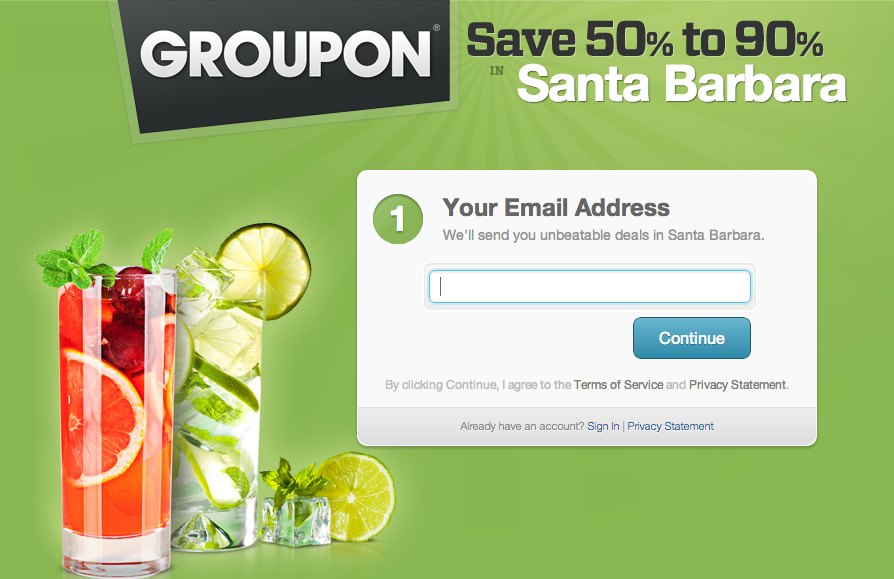 GROUPON®
Save 50% to 90%
IN Santa Barbara
1
Your Email Address
We'll send you unbeatable deals in Santa Barbara.
Continue
By clicking Continue, I agree to the Terms of Service and Privacy Statement.
Already have an account? Sign In | Privacy Statement